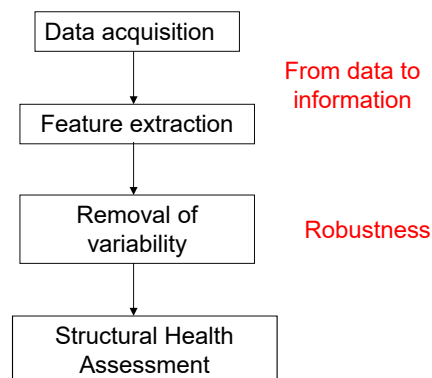 Data acquisition
From data to
information
Feature extraction
Removal of
variability
Robustness
Structural Health
Assessment